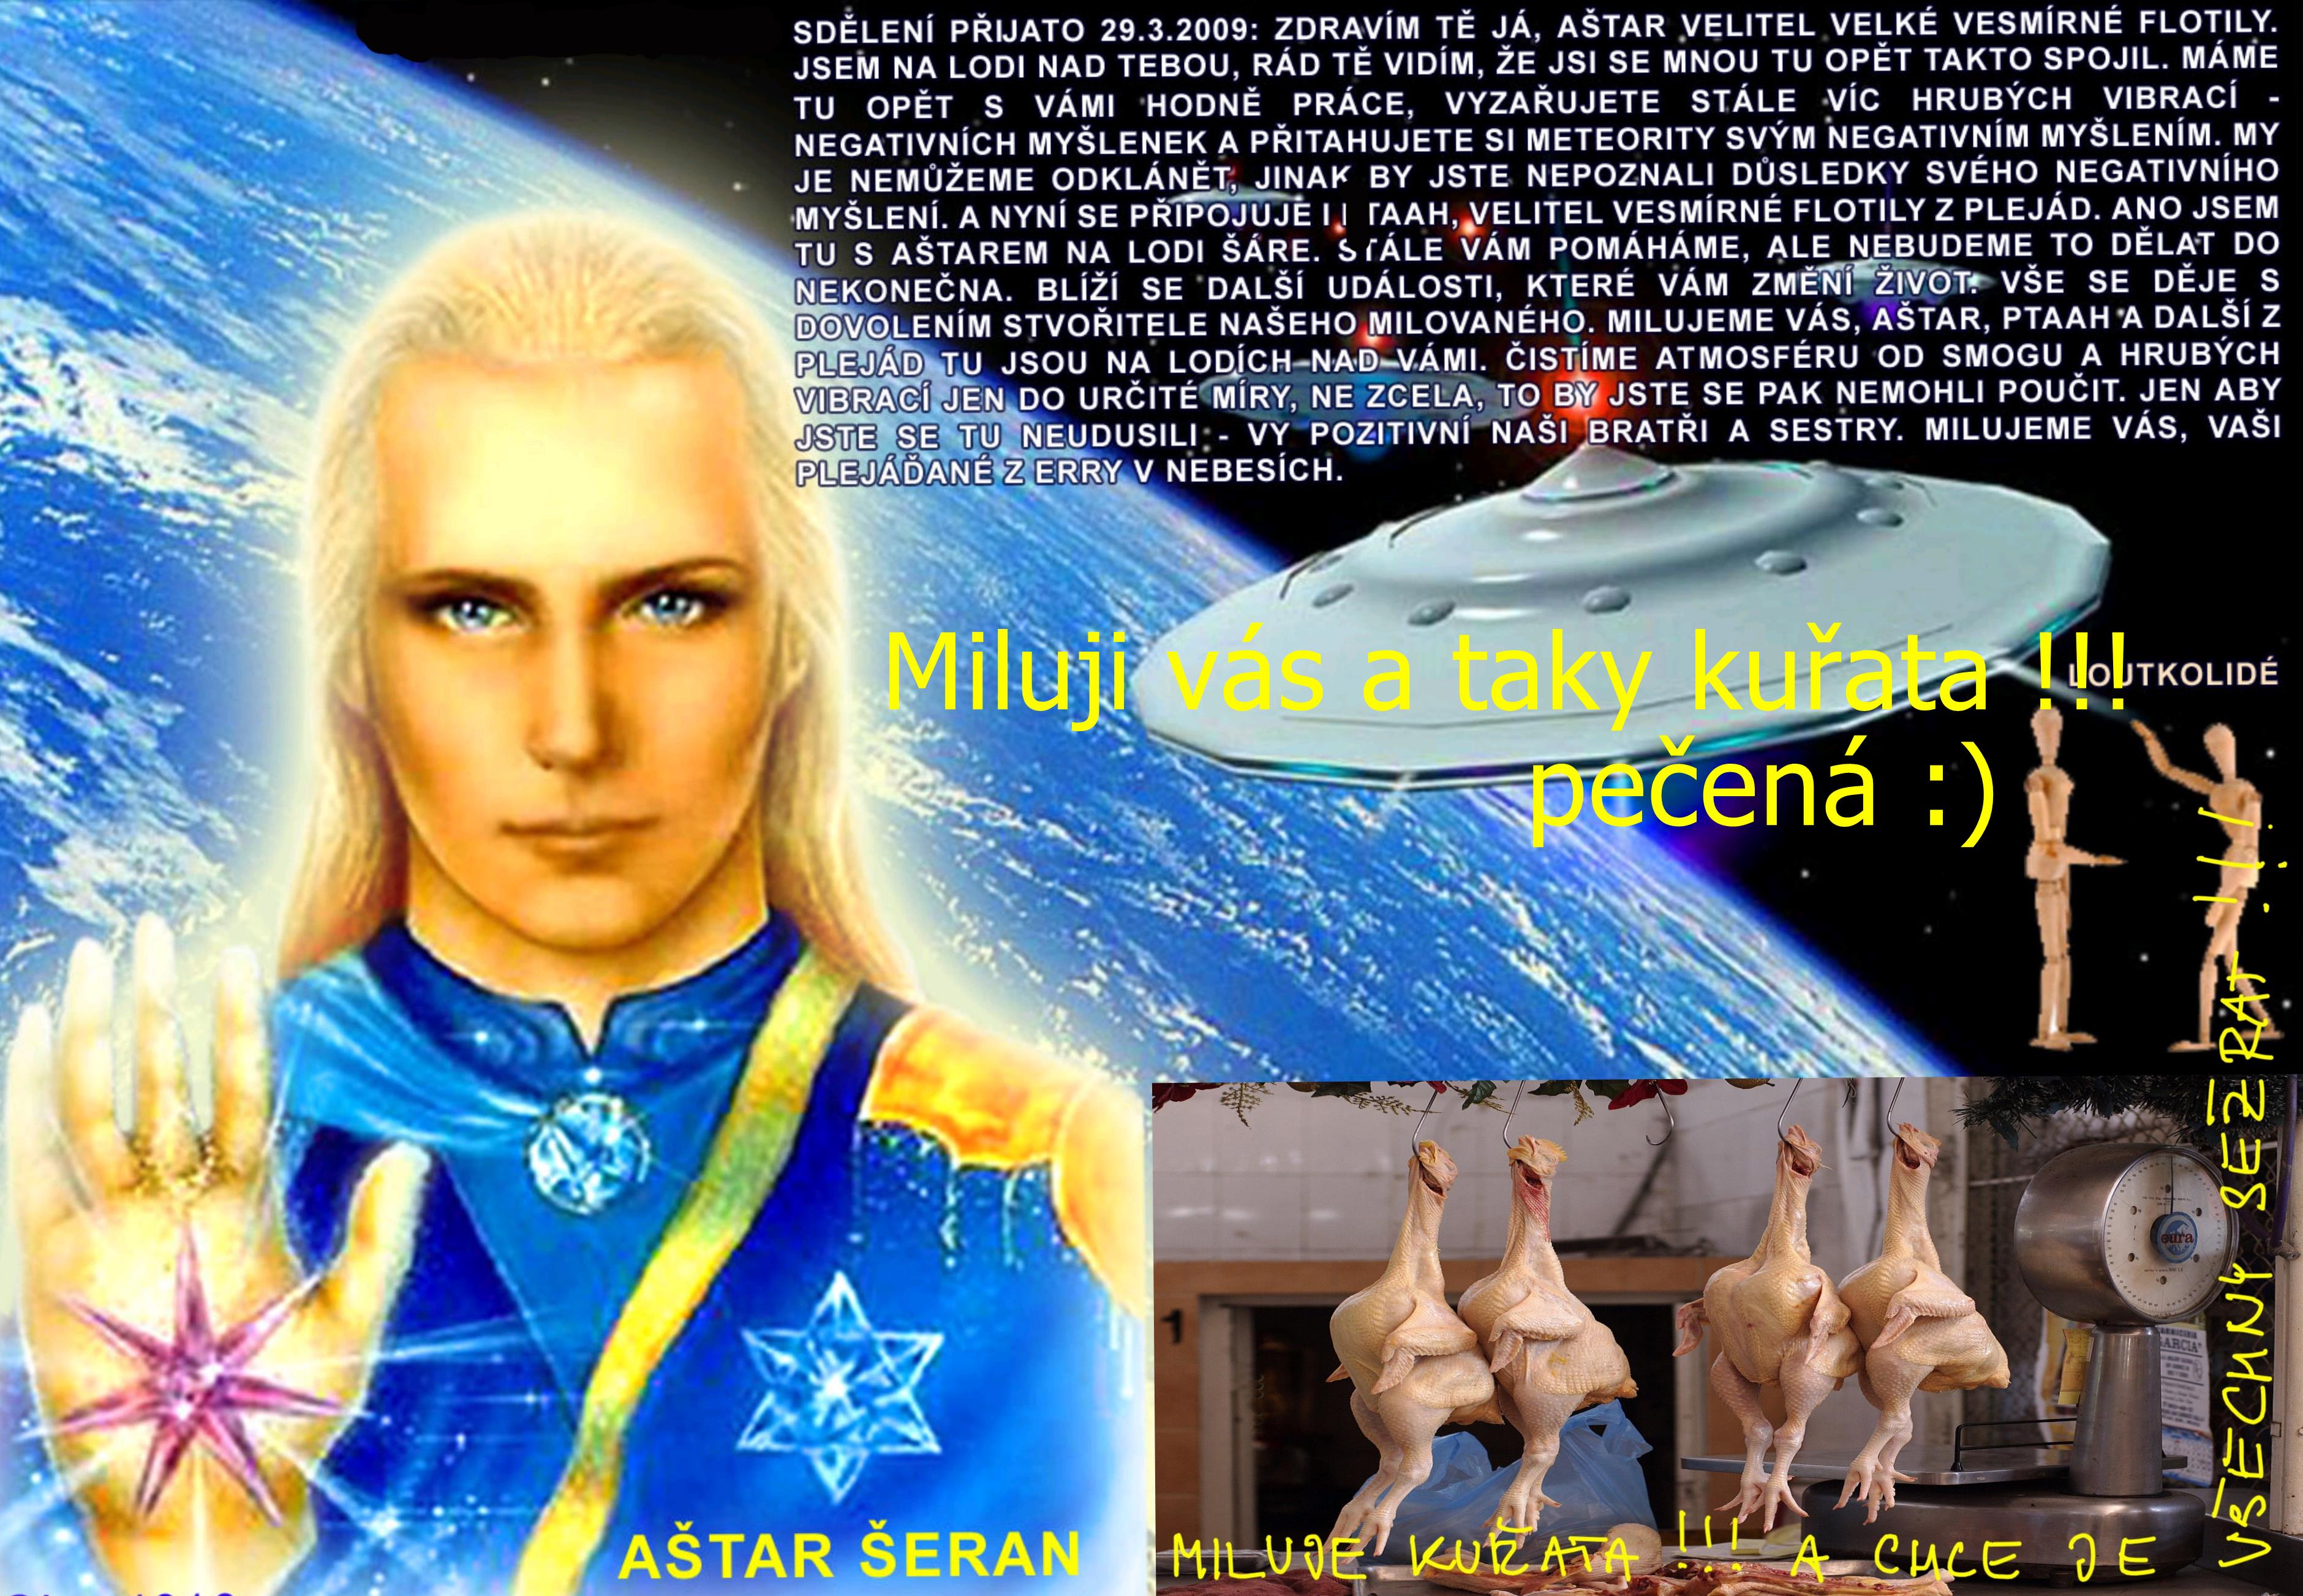 SDĚLENÍ PŘIJATO 29.3.2009: ZDRAVÍM TĚ JÁ, AŠTAR VELITEL VELKÉ VESMÍRNÉ FLOTILY.
JSEM NA LODI NAD TEBOU, RÁD TĚ VIDÍM, ŽE JSI SE MNOU TU OPĚT TAKTO SPOJIL. MÁME
TU OPĚT S VÁMI HODNĚ PRÁCE, VYZAŘUJETE STÁLE VÍC HRUBÝCH VIBRACÍ -
NEGATIVNÍCH MYŠLENEK A PŘITAHUJETE SI METEORITY SVÝM NEGATIVNÍM MYŠLENÍM. MY
JE NEMŮŽEME ODKLÁNĚT, JINAK BY JSTE NEPOZNALI DŮSLEDKY SVÉHO NEGATIVNÍHO
MYŠLENÍ. A NYNÍ SE PŘIPOJUJE I PTAAH, VELITEL VESMÍRNÉ FLOTILY Z PLEJÁD. ANO JSEM
TU S AŠTAREM NA LODI ŠÁRE. STÁLE VÁM POMÁHÁME, ALE NEBUDEME TO DĚLAT DO
NEKONEČNA. BLÍŽÍ SE DALŠÍ UDÁLOSTI, KTERÉ VÁM ZMĚNÍ ŽIVOT. VŠE SE DĚJE S
DOVOLENÍM STVOŘITELE NAŠEHO MILOVANÉHO. MILUJEME VÁS, AŠTAR, PTAAH A DALŠÍ Z
PLEJÁD TU JSOU NA LODÍCH NAD VÁMI. ČISTÍME ATMOSFÉRU OD SMOGU A HRUBÝCH
VIBRACÍ JEN DO URČITÉ MÍRY, NE ZCELA, TO BY JSTE SE PAK NEMOHLI POUČIT. JEN ABY
JSTE SE TU NEUDUSILI - VY POZITIVNÍ NAŠI BRATŘI A SESTRY. MILUJEME VÁS, VAŠI
PLEJÁĎANÉ Z ERRY V NEBESÍCH.
Miluji vás a taky kuřata !!!
pečená :)
LOUTKOLIDÉ
AŠTAR ŠERAN
MILUJE KUŘATA !!! A CHCE JE
VŠECHNY SEŽRAT !!!
eura
GARCIA